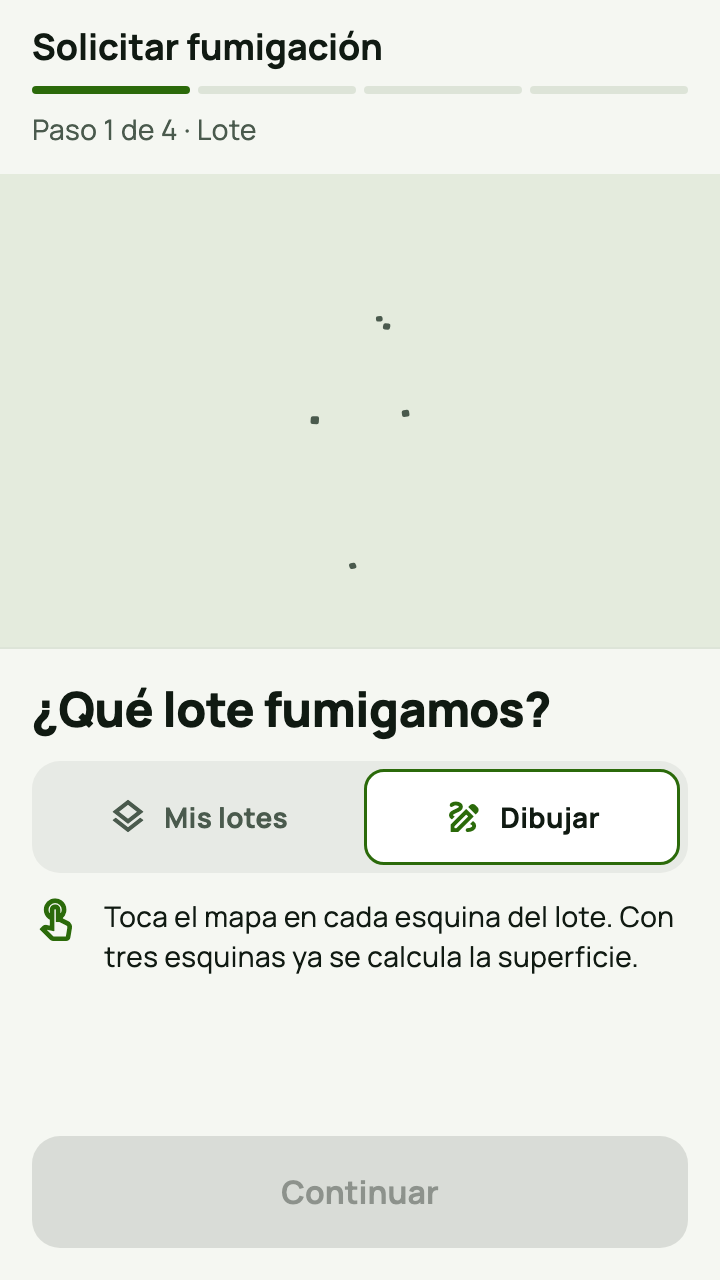 Solicitar fumigación
Paso 1 de 4 · Lote
¿Qué lote fumigamos?
Mis lotes
Dibujar
Toca el mapa en cada esquina del lote. Con
tres esquinas ya se calcula la superficie.
Continuar